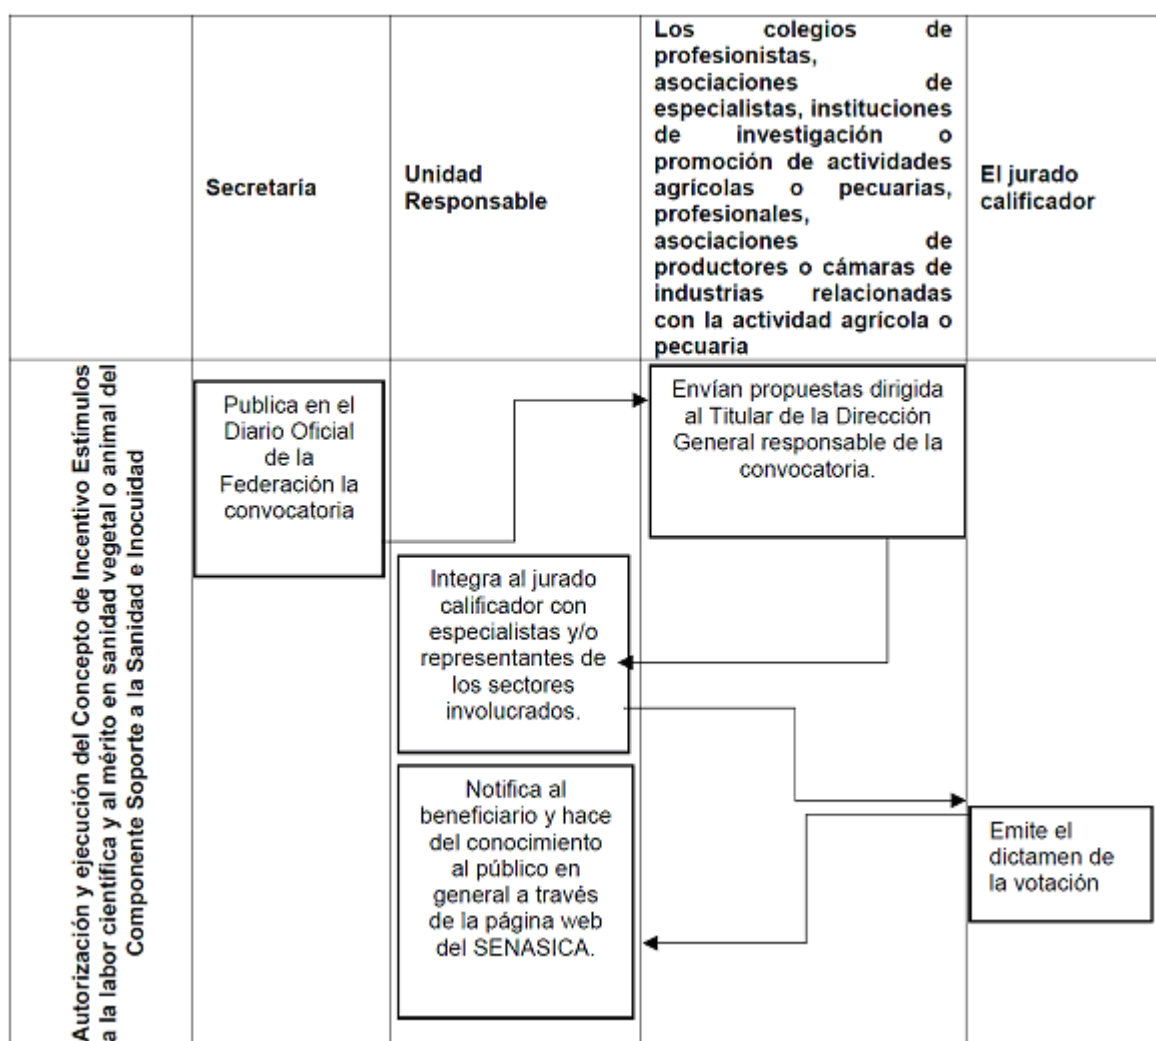 Secretaria
Unidad
Responsable
Los colegios de
profesionistas,
asociaciones de
especialistas, instituciones
de investigación o
promoción de actividades
agrícolas o pecuarias,
profesionales,
asociaciones de
productores o cámaras de
industrias relacionadas
con la actividad agrícola o
pecuaria
El jurado
calificador
Autorización y ejecución del Concepto de Incentivo Estímulos
a la labor científica y al mérito en sanidad vegetal o animal del
Componente Soporte a la Sanidad e Inocuidad
Publica en el
Diario Oficial
de la
Federación la
convocatoria
Envían propuestas dirigida
al Titular de la Dirección
General responsable de la
convocatoria.
Integra al jurado
calificador con
especialistas y/o
representantes de
los sectores
involucrados.
Emite el
dictamen de
la votación
Notifica al
beneficiario y hace
del conocimiento
al público en
general a través
de la página web
del SENASICA.